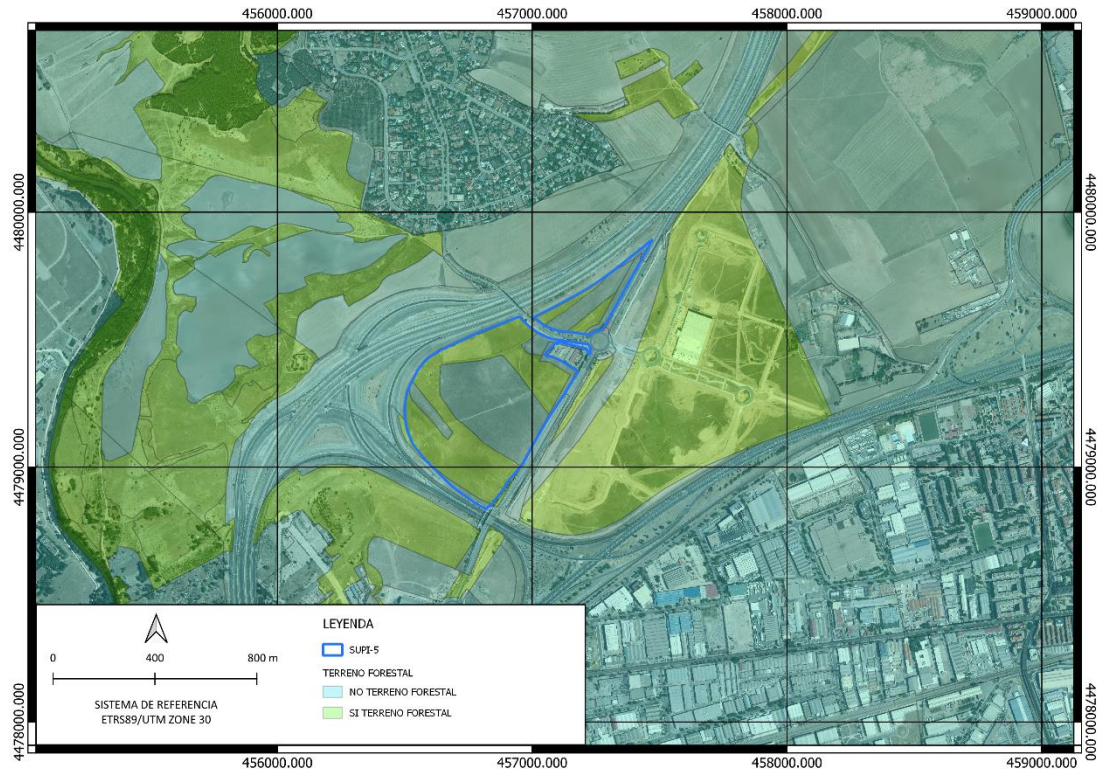 456000.000 457000.000 458000.000 459000.000
4480000.000 4480000.000
4479000.000 4479000.000
4478000.000 4478000.000
LEYENDA
SUPI-5
TERRENO FORESTAL
NO TERRENO FORESTAL
SI TERRENO FORESTAL
0 400 800 m
SISTEMA DE REFERENCIA
ETRS89/UTM ZONE 30
456000.000 457000.000 458000.000 459000.000